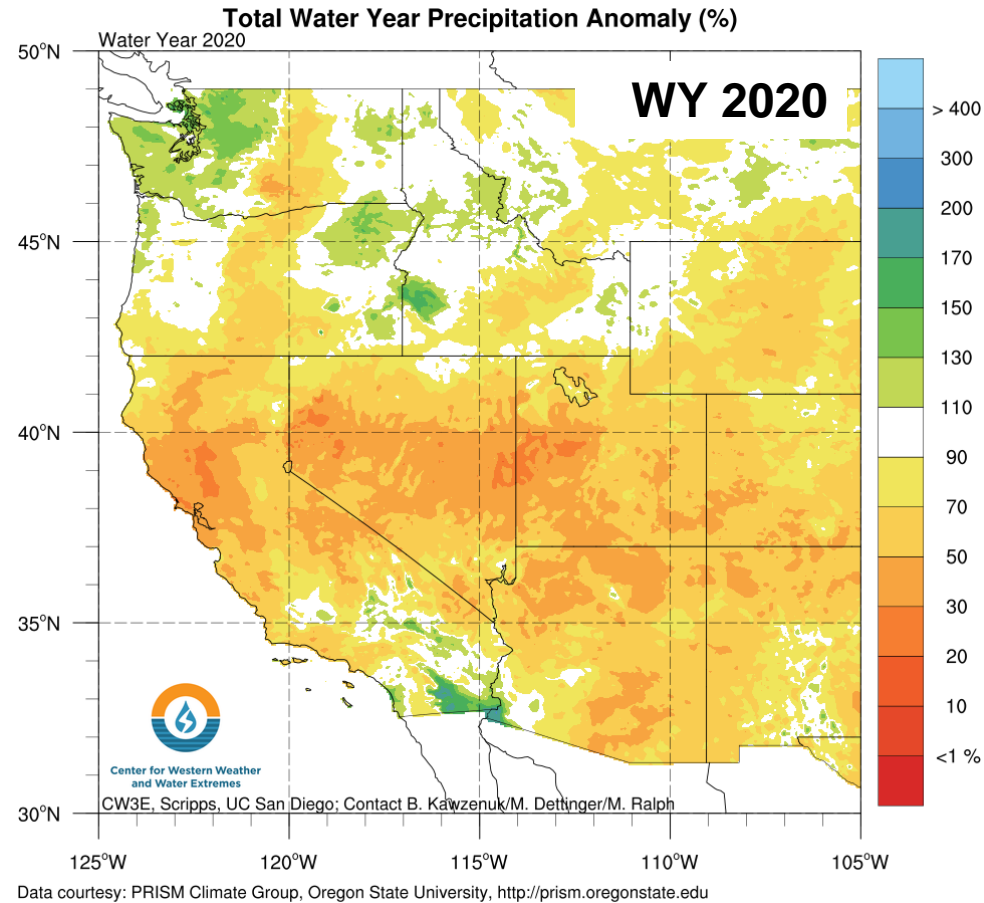 Total Water Year Precipitation Anomaly (%)
Water Year 2020
WY 2020
50°N
45°N
40°N
35°N
30°N
125°W
120°W
115°W
110°W
105°W
> 400
300
200
170
150
130
110
90
70
50
30
20
10
<1 %
Center for Western Weather
and Water Extremes
CW3E, Scripps, UC San Diego; Contact B. Kawzenuk/M. Dettinger/M. Ralph
Data courtesy: PRISM Climate Group, Oregon State University, http://prism.oregonstate.edu